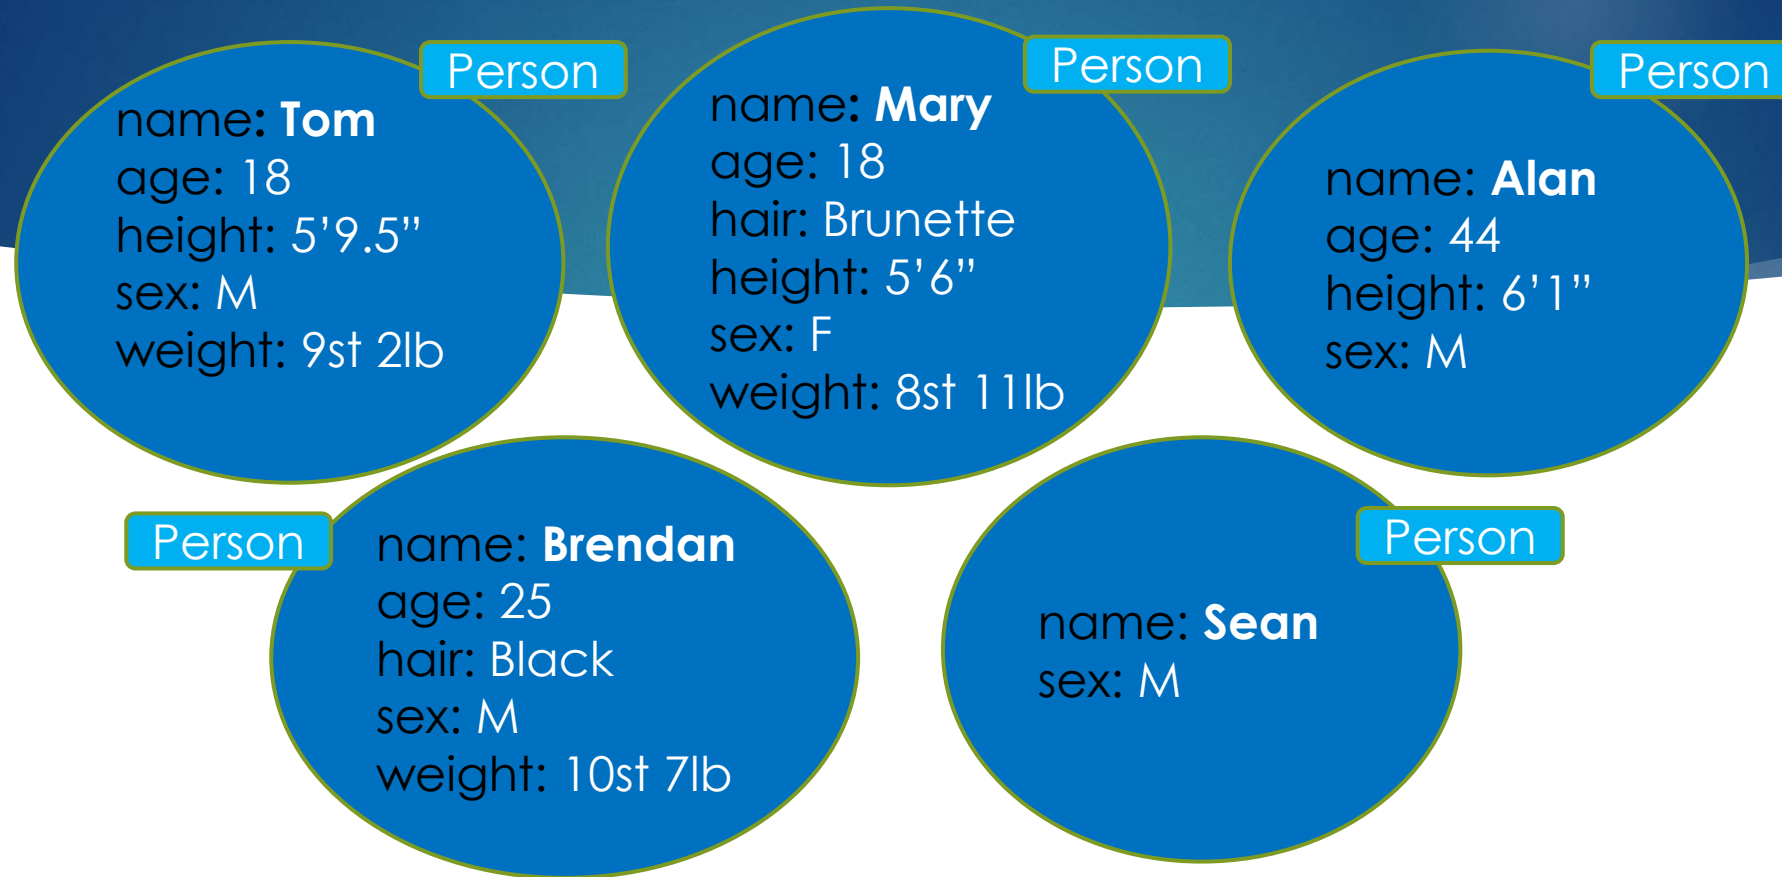 Person
name: Tom
age: 18
height: 5’9.5”
sex: M
weight: 9st 2lb
Person
name: Mary
age: 18
hair: Brunette
height: 5’6”
sex: F
weight: 8st 11lb
Person
name: Alan
age: 44
height: 6’1”
sex: M
Person
name: Brendan
age: 25
hair: Black
sex: M
weight: 10st 7lb
Person
name: Sean
sex: M